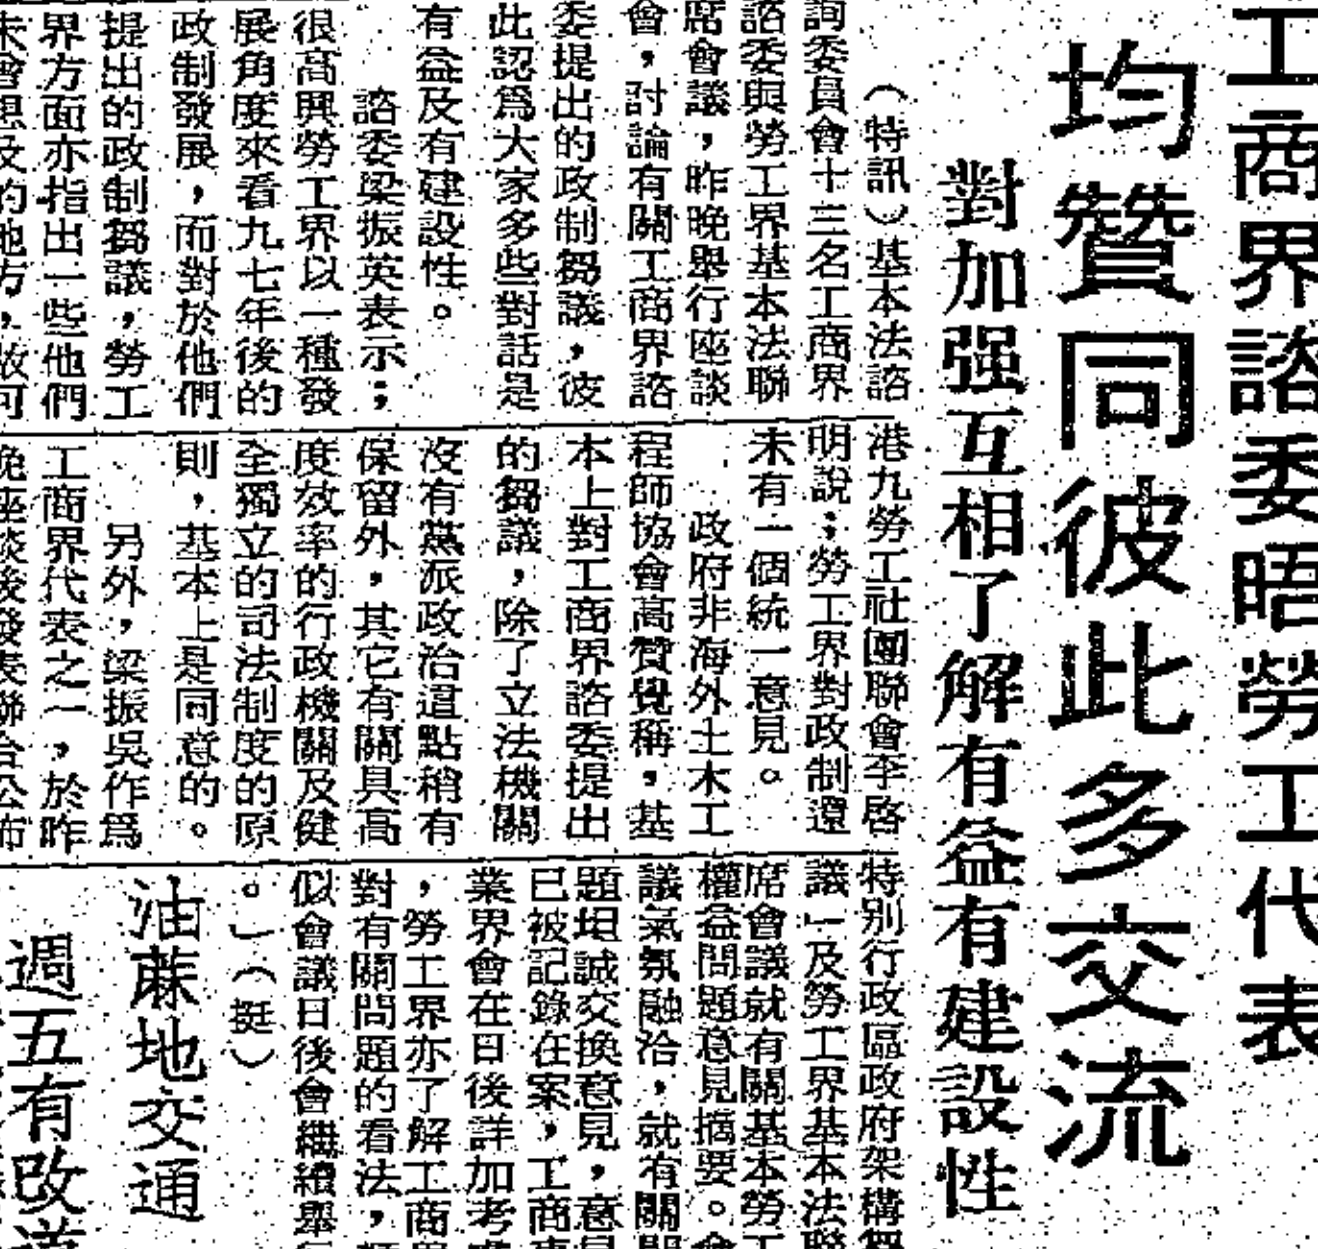 工商界諮委晤勞工代表
均贊同彼此多交流
對加强互相了解有益有建設性
（特訊）基本法諮
詢委員會十三名工商界
諮委與勞工界基本法聯
席會議，昨晚舉行座談
會，討論有關工商界諮
委提出的政制芻議，彼
此認爲大家多些對話是
有益及有建設性。
諮委梁振英表示；
很高興勞工界以一種發
展角度來看九七年後的
政制發展，而對於他們
提出的政制芻議，勞工
界方面亦指出一些他們
未曾思及的地方，故可
港九勞工社團聯會李啓
明說；勞工界對政制還
未有一個統一意見。
政府非海外土木工
程師協會高贊覺稱，基
本上對工商界諮委提出
的芻議，除了立法機關
沒有黨派政治這點稍有
保留外，其它有關具高
度效率的行政機關及健
全獨立的司法制度的原
則，基本上是同意的。
另外，梁振吳作爲
工商界代表之一，於昨
晚座談後發表聯合公布
特別行政區政府架構芻
議」及勞工界基本法聯
席會議就有關基本勞工
權益問題意見摘要。會
議氣氛融洽，就有關問
題坦誠交換意見，意見
已被記錄在案，工商專
業界會在日後詳加考
，勞工界亦了解工商界
對有關問題的看法，類
似會議日後會繼續舉行
。」（挺）
油蔴地交通
週五有改道